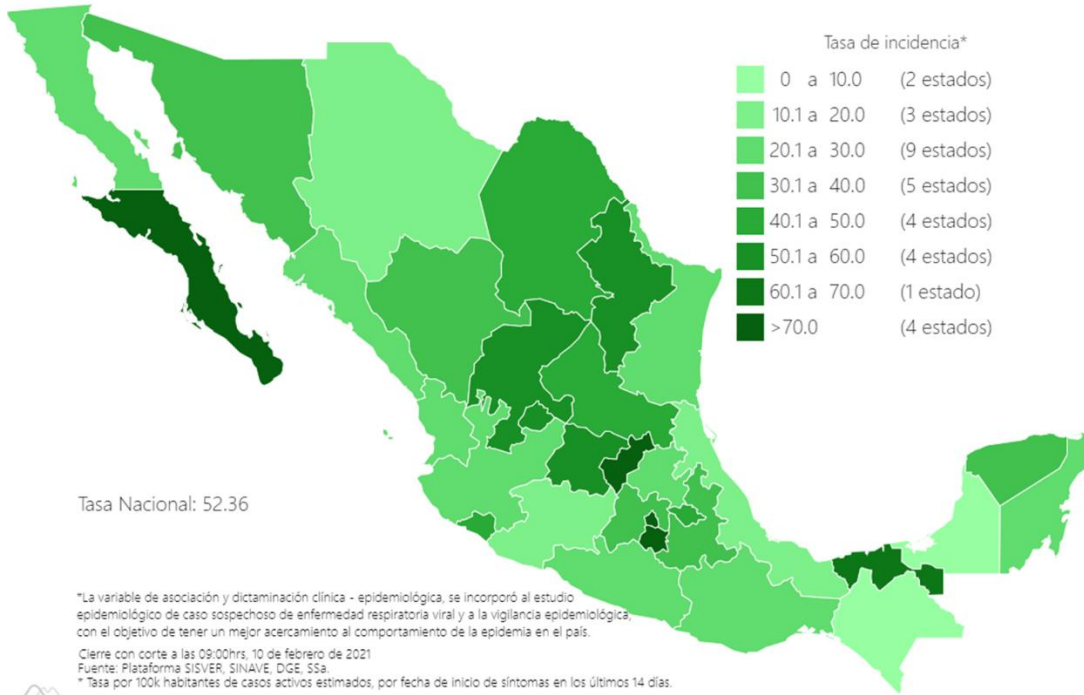 Tasa de incidencia*
0 a 10.0 (2 estados)
10.1 a 20.0 (3 estados)
20.1 a 30.0 (9 estados)
30.1 a 40.0 (5 estados)
40.1 a 50.0 (4 estados)
50.1 a 60.0 (4 estados)
60.1 a 70.0 (1 estado)
>70.0 (4 estados)
Tasa Nacional: 52.36
*La variable de asociación y dictaminación clínica - epidemiológica, se incorporó al estudio
epidemiológico de caso sospechoso de enfermedad respiratoria viral y a la vigilancia epidemiológica,
con el objetivo de tener un mejor acercamiento al comportamiento de la epidemia en el país.
Cierre con corte a las 09:00hrs, 10 de febrero de 2021
Fuente: Plataforma SISVER, SINAVE, DGE, SSa.
* Tasa por 100k habitantes de casos activos estimados, por fecha de inicio de síntomas en los últimos 14 días.